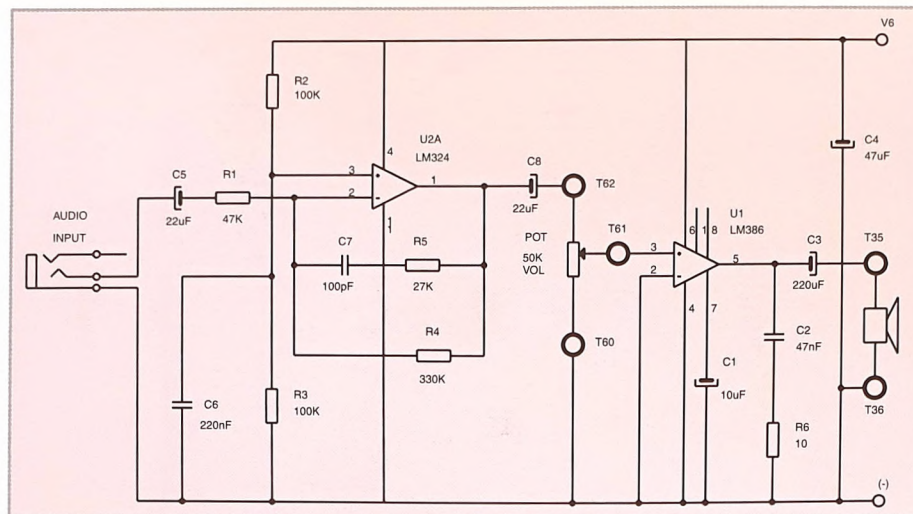 V6
R2
100K
C4
47uF
U2A
LM324
4
3
1
2
11
C8
22uF
T62
C5
22uF
R1
47K
AUDIO
INPUT
C7
100pF
R5
27K
R4
330K
POT
50K
VOL
T61
U1
LM386
6
1
8
3
5
2
4
7
C3
220uF
T35
C2
47nF
T60
C1
10uF
T36
C6
220nF
R3
100K
R6
10
(-)